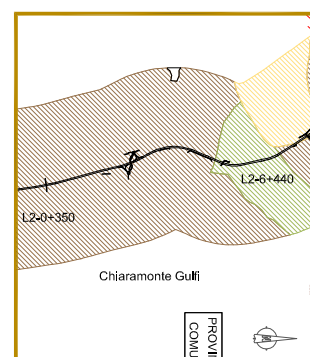 L2-6+440
L2-0+350
Chiaramonte Gulfi
PROVI
COMU